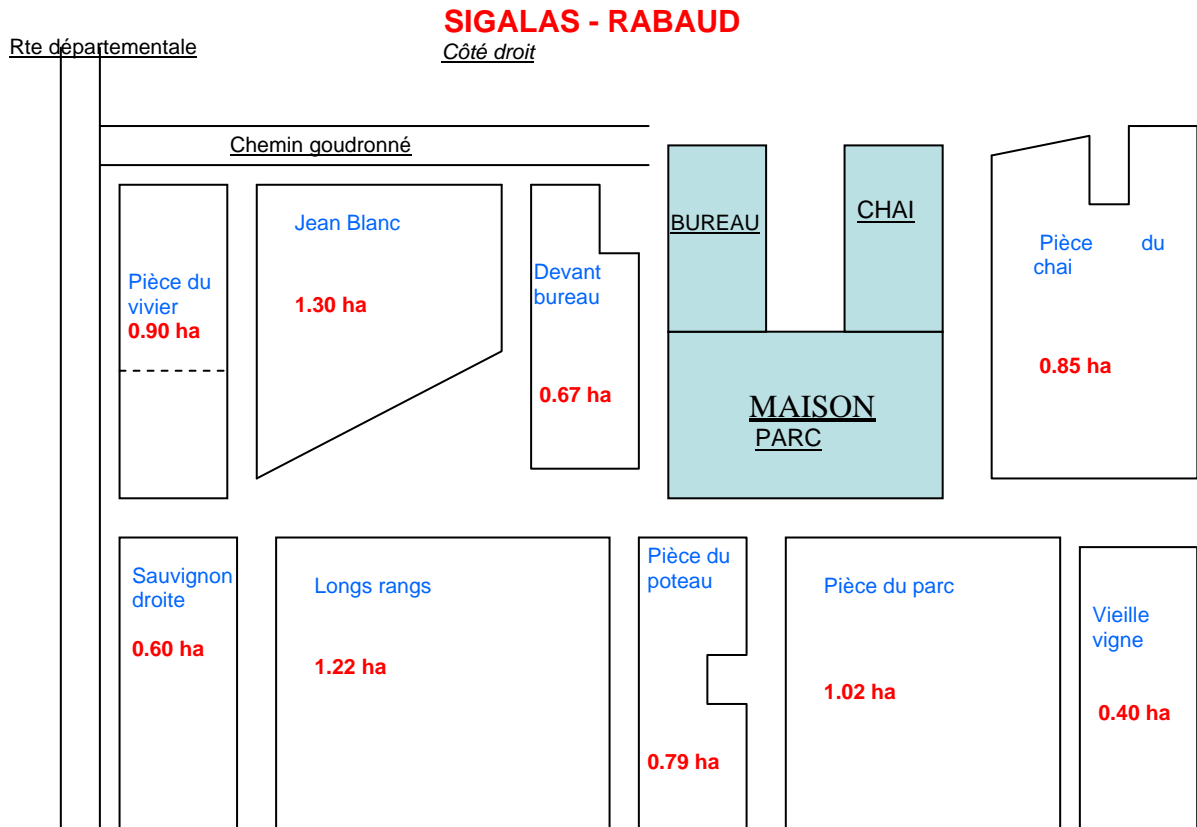 SIGALAS - RABAUD
Rte départementale
Côté droit
Chemin goudronné
Jean Blanc
1.30 ha
Pièce du
vivier
0.90 ha
Devant
bureau
0.67 ha
BUREAU
CHAI
MAISON
PARC
Pièce du
chai
0.85 ha
Sauvignon
droite
0.60 ha
Longs rangs
1.22 ha
Pièce du
poteau
0.79 ha
Pièce du parc
1.02 ha
Vieille
vigne
0.40 ha